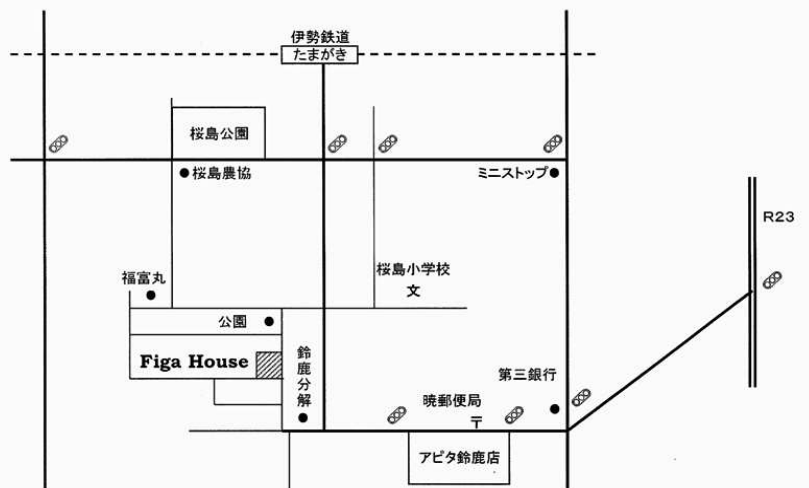 伊勢鉄道
たまがき
桜島公園
桜島農協
ミニストップ
R23
福富丸
桜島小学校
文
公園
Figa House
鈴鹿分解
第三銀行
暁郵便局
〒
アピタ鈴鹿店